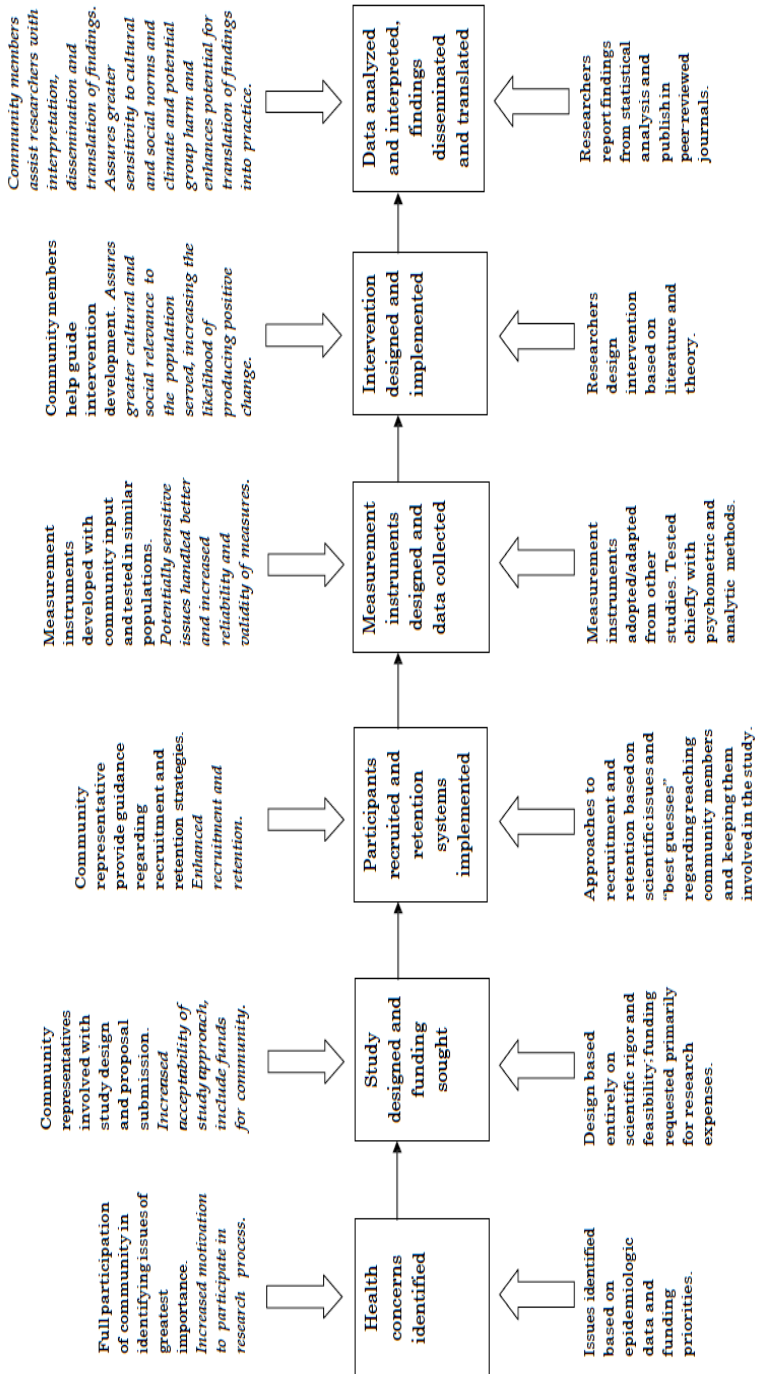 Full participation
of community in
identifying issues of
greatest
importance.
Increased motivation
to participate in
research process.
Community
representatives
involved with
study design
and proposal
submission.
Increased
acceptability of
study approach,
include funds
for community.
Community
representative
provide guidance
regarding
recruitment and
retention strategies.
Enhanced
recruitment and
retention.
Measurement
instruments
developed with
community input
and tested in similar
populations.
Potentially sensitive
issues handled better
and increased
reliability and
validity of measures.
Community members
help guide
intervention
development. Assures
greater cultural and
social relevance to
the population
served, increasing the
likelihood of
producing positive
change.
Community members
assist researchers with
interpretation,
dissemination and
translation of findings.
Assures greater
sensitivity to cultural
and social norms and
climate and potential
group harm and
enhances potential for
translation of findings
into practice.
Health
concerns
identified
Study
designed and
funding
sought
Participants
recruited and
retention
systems
implemented
Measurement
instruments
designed and
data collected
Intervention
designed and
implemented
Data analyzed
and interpreted,
findings
disseminated
and translated
Issues identified
based on
epidemiologic
data and
funding
priorities.
Design based
entirely on
scientific rigor and
feasibility; funding
requested primarily
for research
expenses.
Approaches to
recruitment and
retention based on
scientific issues and
“best guesses”
regarding reaching
community members
and keeping them
involved in the study.
Measurement
instruments
adopted/adapted
from other
studies. Tested
chiefly with
psychometric and
analytic methods.
Researchers
design
intervention
based on
literature and
theory.
Researchers
report findings
from statistical
analysis and
publish in
peer-reviewed
journals.